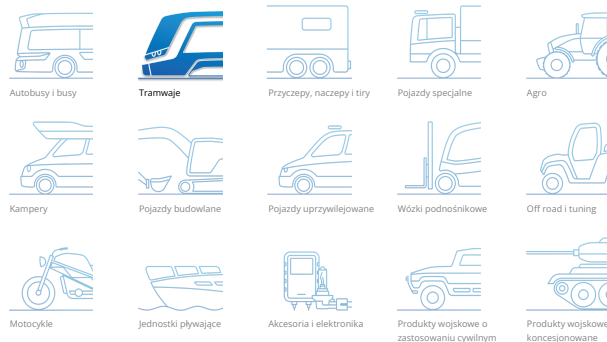 Autobusy i busy
Tramwaje
Przyczepy, naczepy i tiry
Pojazdy specjalne
Agro
Kampery
Pojazdy budowlane
Pojazdy uprzywilejowane
Wózki podnośnikowe
Off road i tuning
Motocykle
Jednostki pływające
Akcesoria i elektronika
Produkty wojskowe o
zastosowaniu cywilnym
Produkty wojskowe
koncesjonowane